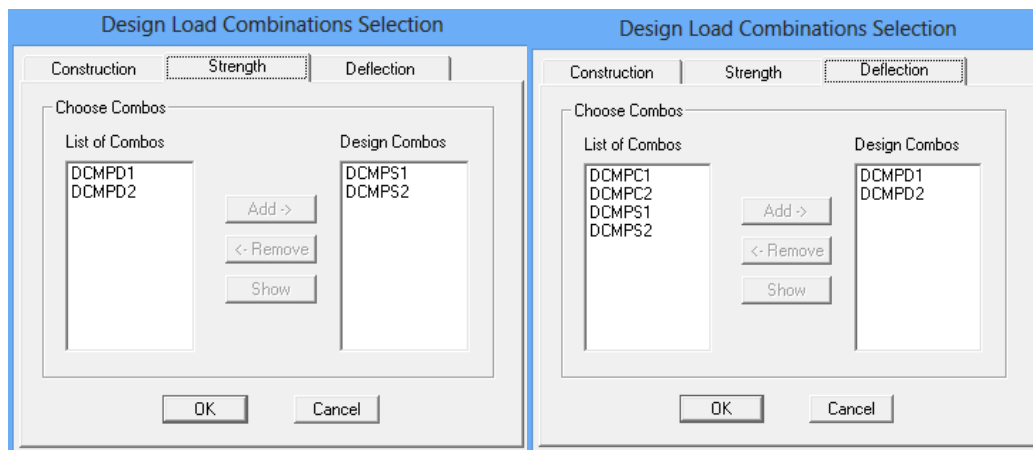 Design Load Combinations Selection
Construction Strength Deflection
Choose Combos
List of Combos Design Combos
DCMPD1 DCMPS1
DCMPD2 DCMPS2
Add ->
<- Remove
Show
OK Cancel
Design Load Combinations Selection
Construction Strength Deflection
Choose Combos
List of Combos Design Combos
DCMPC1 DCMPD1
DCMPC2 DCMPD2
DCMPS1
DCMPS2
Add ->
<- Remove
Show
OK Cancel